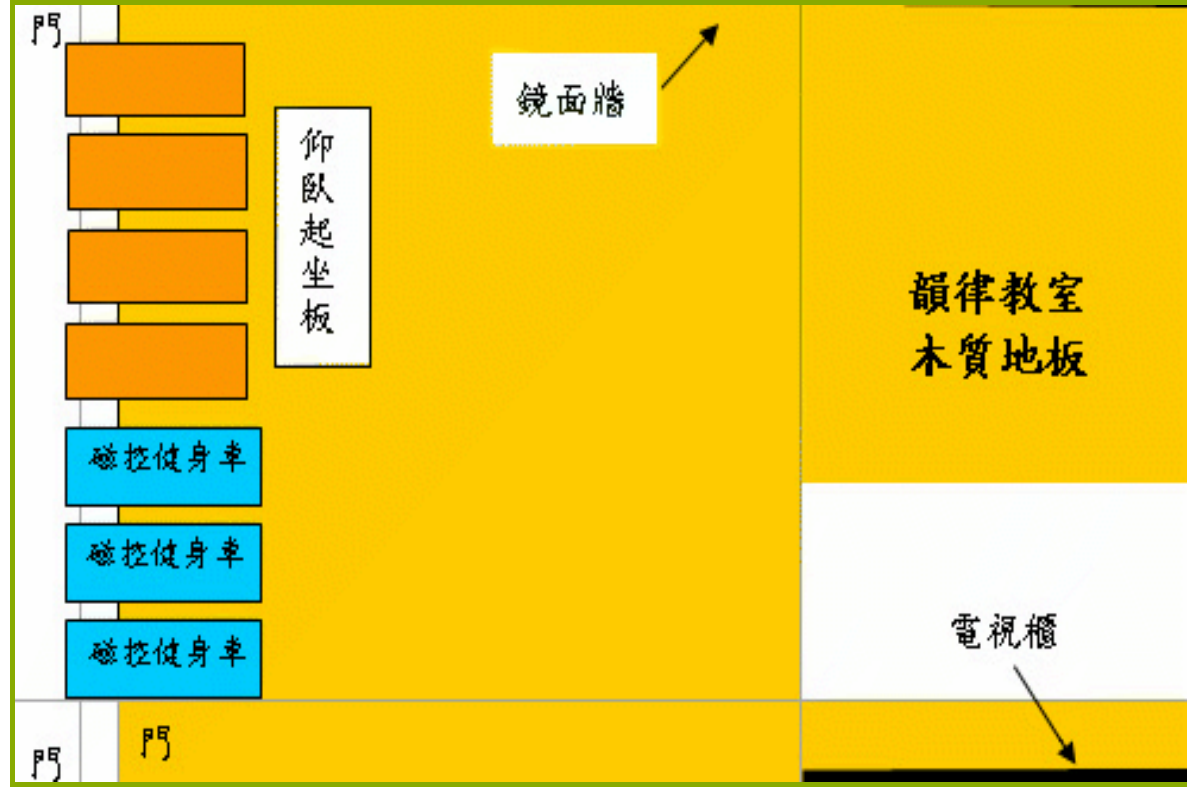 門
鏡面牆
仰臥起坐板
韻律教室
木質地板
磁控健身車
磁控健身車
磁控健身車
電視櫃
門
門